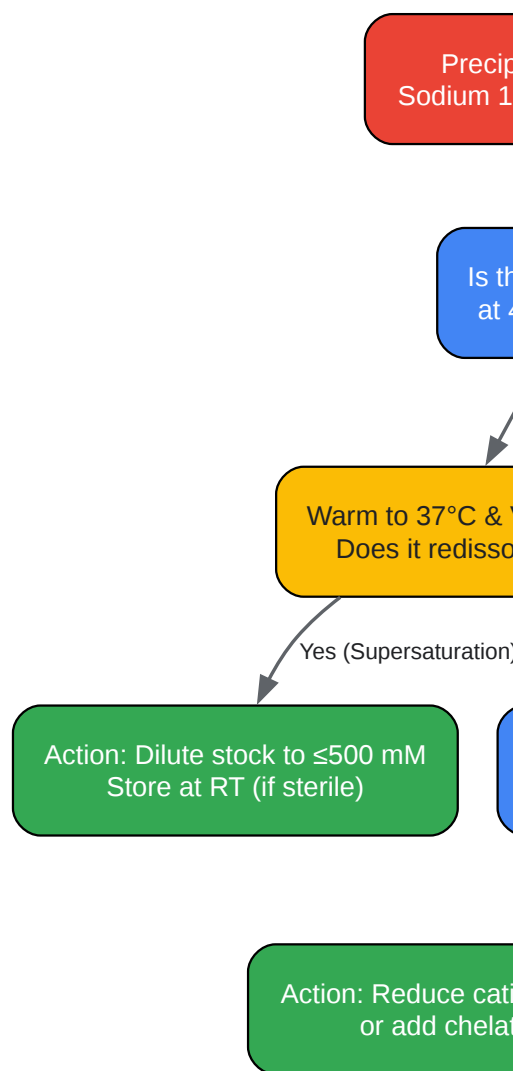 Precip
Sodium 1
Is th
at 4
Warm to 37°C & V
Does it redisso
Yes (Supersaturation)
Action: Dilute stock to ≤500 mM
Store at RT (if sterile)
Action: Reduce cati
or add chelat